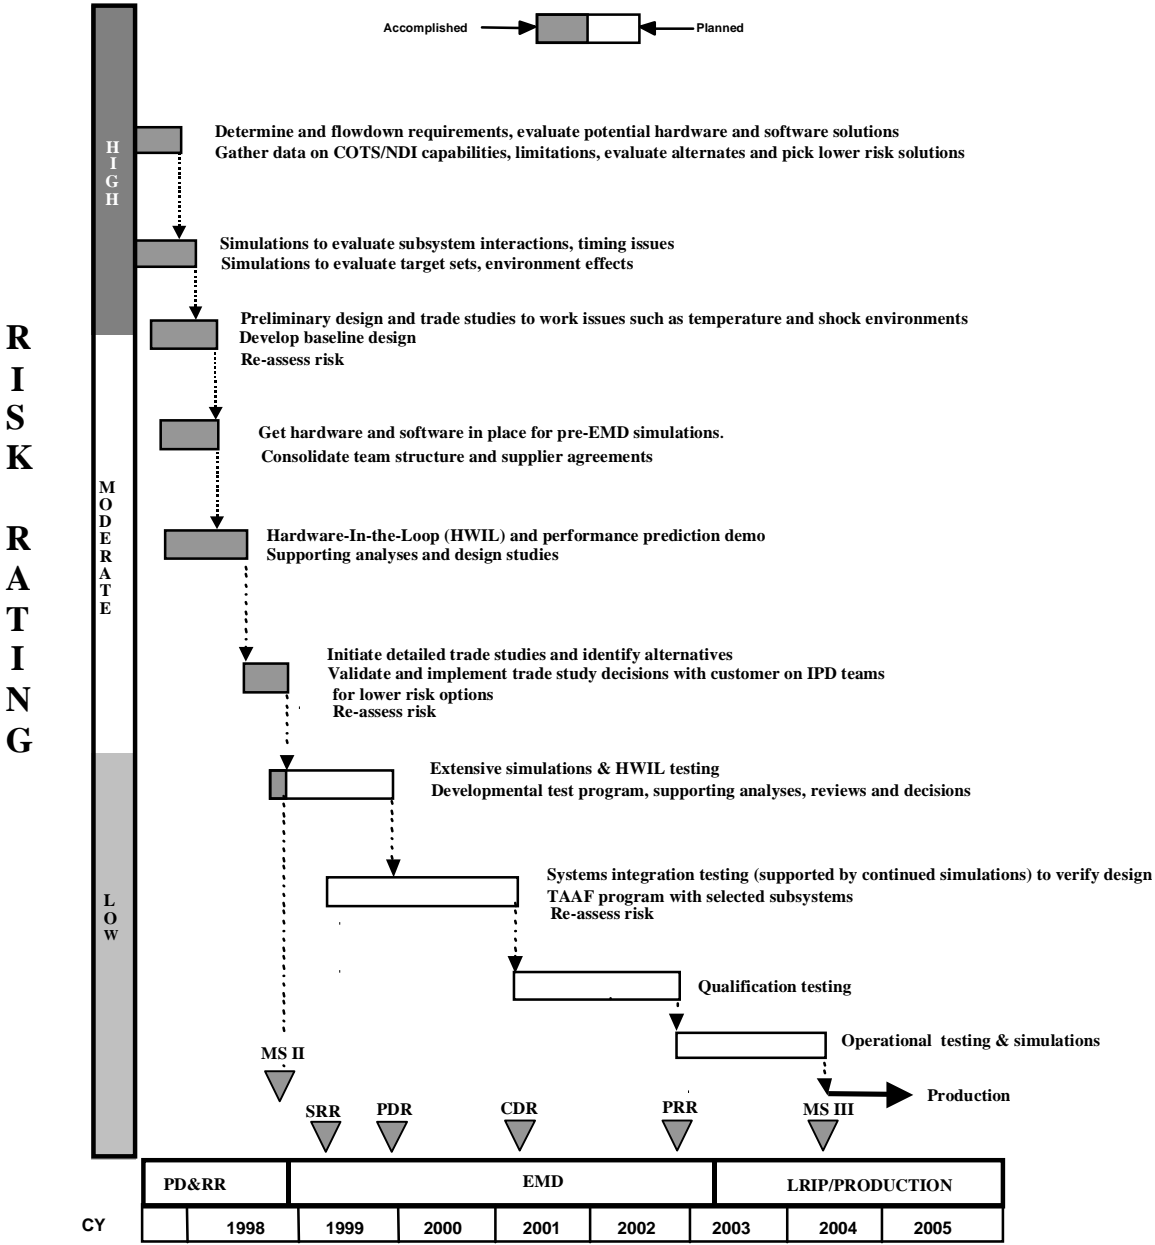 Accomplished
Planned
RISK RATING
HIGH
Determine and flowdown requirements, evaluate potential hardware and software solutions
Gather data on COTS/NDI capabilities, limitations, evaluate alternates and pick lower risk solutions
Simulations to evaluate subsystem interactions, timing issues
Simulations to evaluate target sets, environment effects
Preliminary design and trade studies to work issues such as temperature and shock environments
Develop baseline design
Re-assess risk
MODERATE
Get hardware and software in place for pre-EMD simulations.
Consolidate team structure and supplier agreements
Hardware-In-the-Loop (HWIL) and performance prediction demo
Supporting analyses and design studies
Initiate detailed trade studies and identify alternatives
Validate and implement trade study decisions with customer on IPD teams
for lower risk options
Re-assess risk
LOW
Extensive simulations & HWIL testing
Developmental test program, supporting analyses, reviews and decisions
Systems integration testing (supported by continued simulations) to verify design
TAAF program with selected subsystems
Re-assess risk
Qualification testing
Operational testing & simulations
Production
MS II
SRR
PDR
CDR
PRR
MS III
PD&RR
EMD
LRIP/PRODUCTION
CY
1998
1999
2000
2001
2002
2003
2004
2005